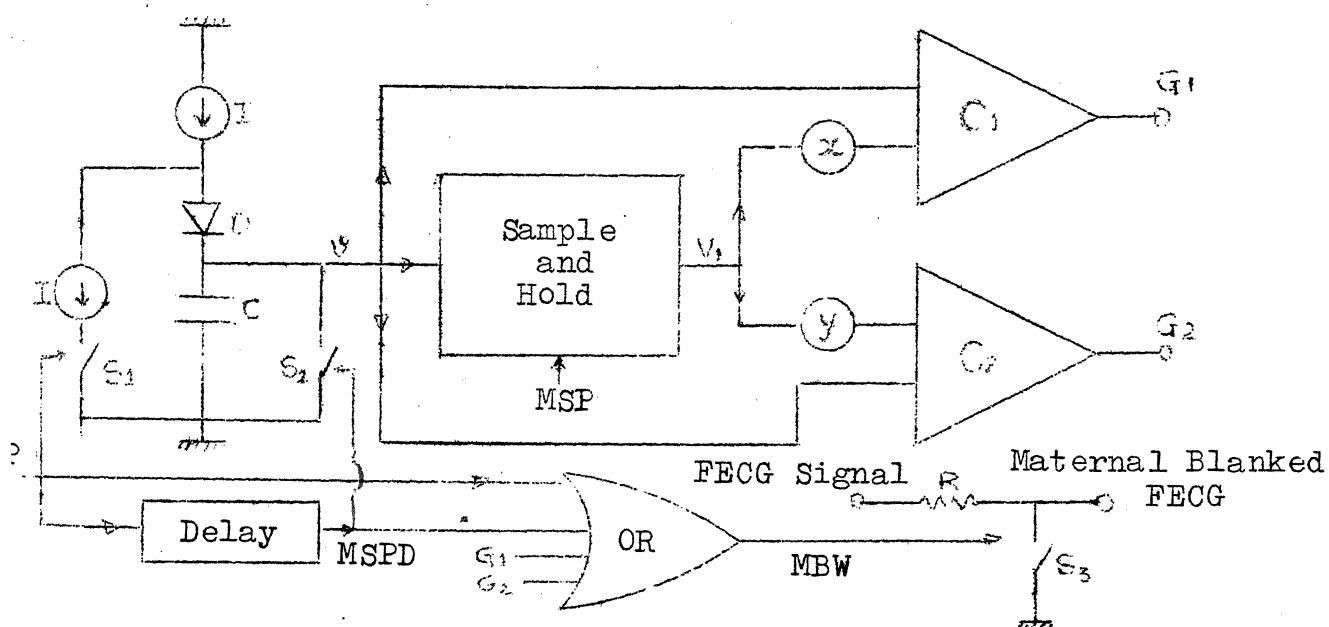 G1
I
C1
x
D
Sample
and
Hold
V1
I
C
y
G2
S1
S2
C2
MSP
FECG Signal
Maternal Blanked
FECG
R
Delay
MSPD
G1
G2
OR
MBW
S3